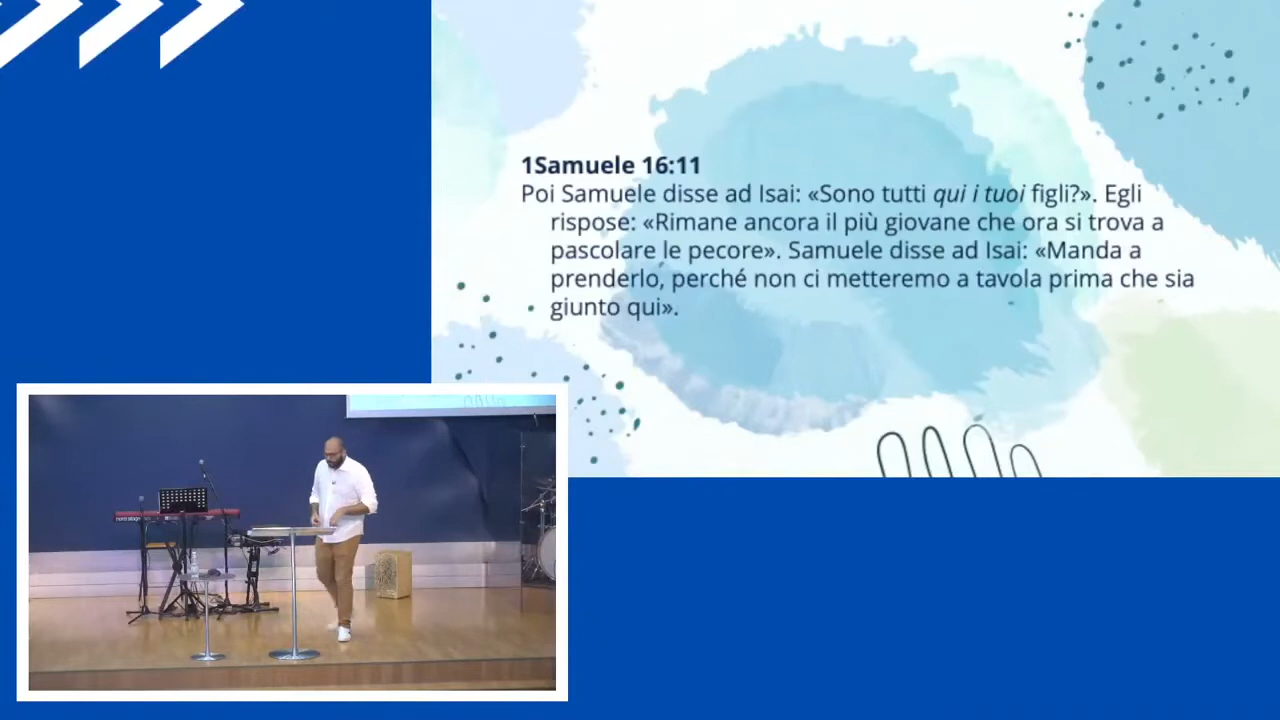 1Samuele 16:11
Poi Samuele disse ad Isai: «Sono tutti qui i tuoi figli?». Egli
rispose: «Rimane ancora il più giovane che ora si trova a
pascolare le pecore». Samuele disse ad Isai: «Manda a
prenderlo, perché non ci metteremo a tavola prima che sia
giunto qui».